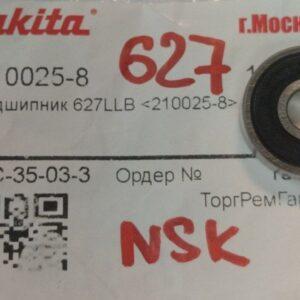 akita г.Моск
627
0025-8
дшипник 627LLB <210025-8>
C-35-03-3 Ордер №
ТоргРемГа
NSK